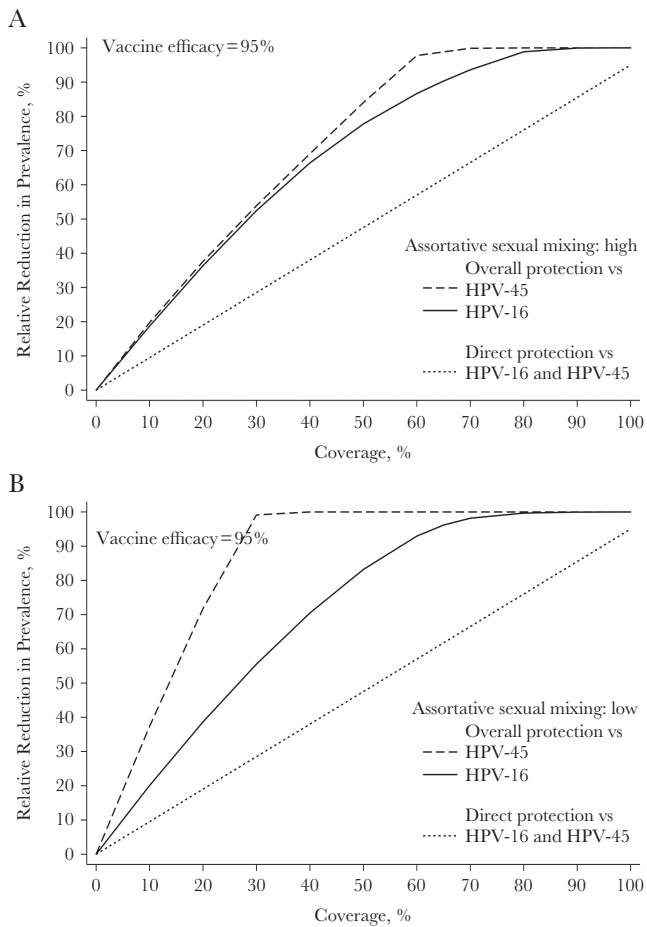 A
Vaccine efficacy=95%
100
90
80
70
60
50
40
30
20
10
0
Relative Reduction in Prevalence, %
Assortative sexual mixing: high
Overall protection vs
HPV-45
HPV-16
Direct protection vs
HPV-16 and HPV-45
0 10 20 30 40 50 60 70 80 90 100
Coverage, %
B
Vaccine efficacy=95%
100
90
80
70
60
50
40
30
20
10
0
Relative Reduction in Prevalence, %
Assortative sexual mixing: low
Overall protection vs
HPV-45
HPV-16
Direct protection vs
HPV-16 and HPV-45
0 10 20 30 40 50 60 70 80 90 100
Coverage, %